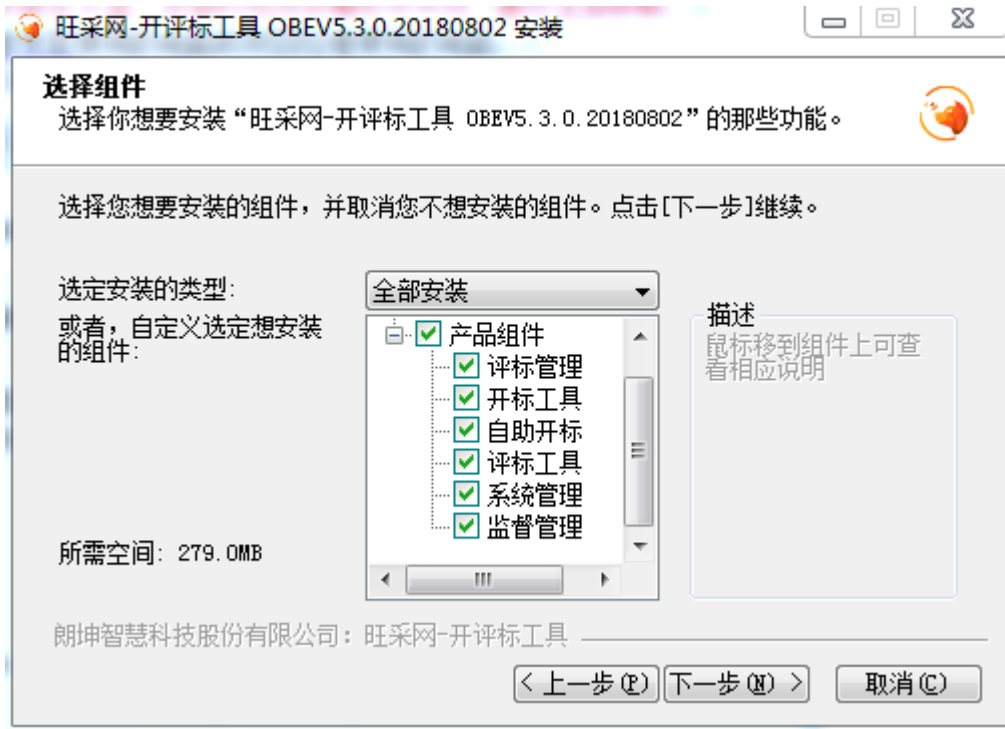 旺采网-开评标工具 OBEV5.3.0.20180802 安装
选择组件
选择你想要安装“旺采网-开评标工具 OBEV5.3.0.20180802”的那些功能。
选择您想要安装的组件，并取消您不想安装的组件。点击[下一步]继续。
选定安装的类型:
全部安装
或者，自定义选定想安装
的组件:
产品组件
评标管理
开标工具
自助开标
评标工具
系统管理
监督管理
描述
鼠标移到组件上可查
看相应说明
所需空间: 279.0MB
朗坤智慧科技股份有限公司: 旺采网-开评标工具
< 上一步(P)
下一步(N) >
取消(C)